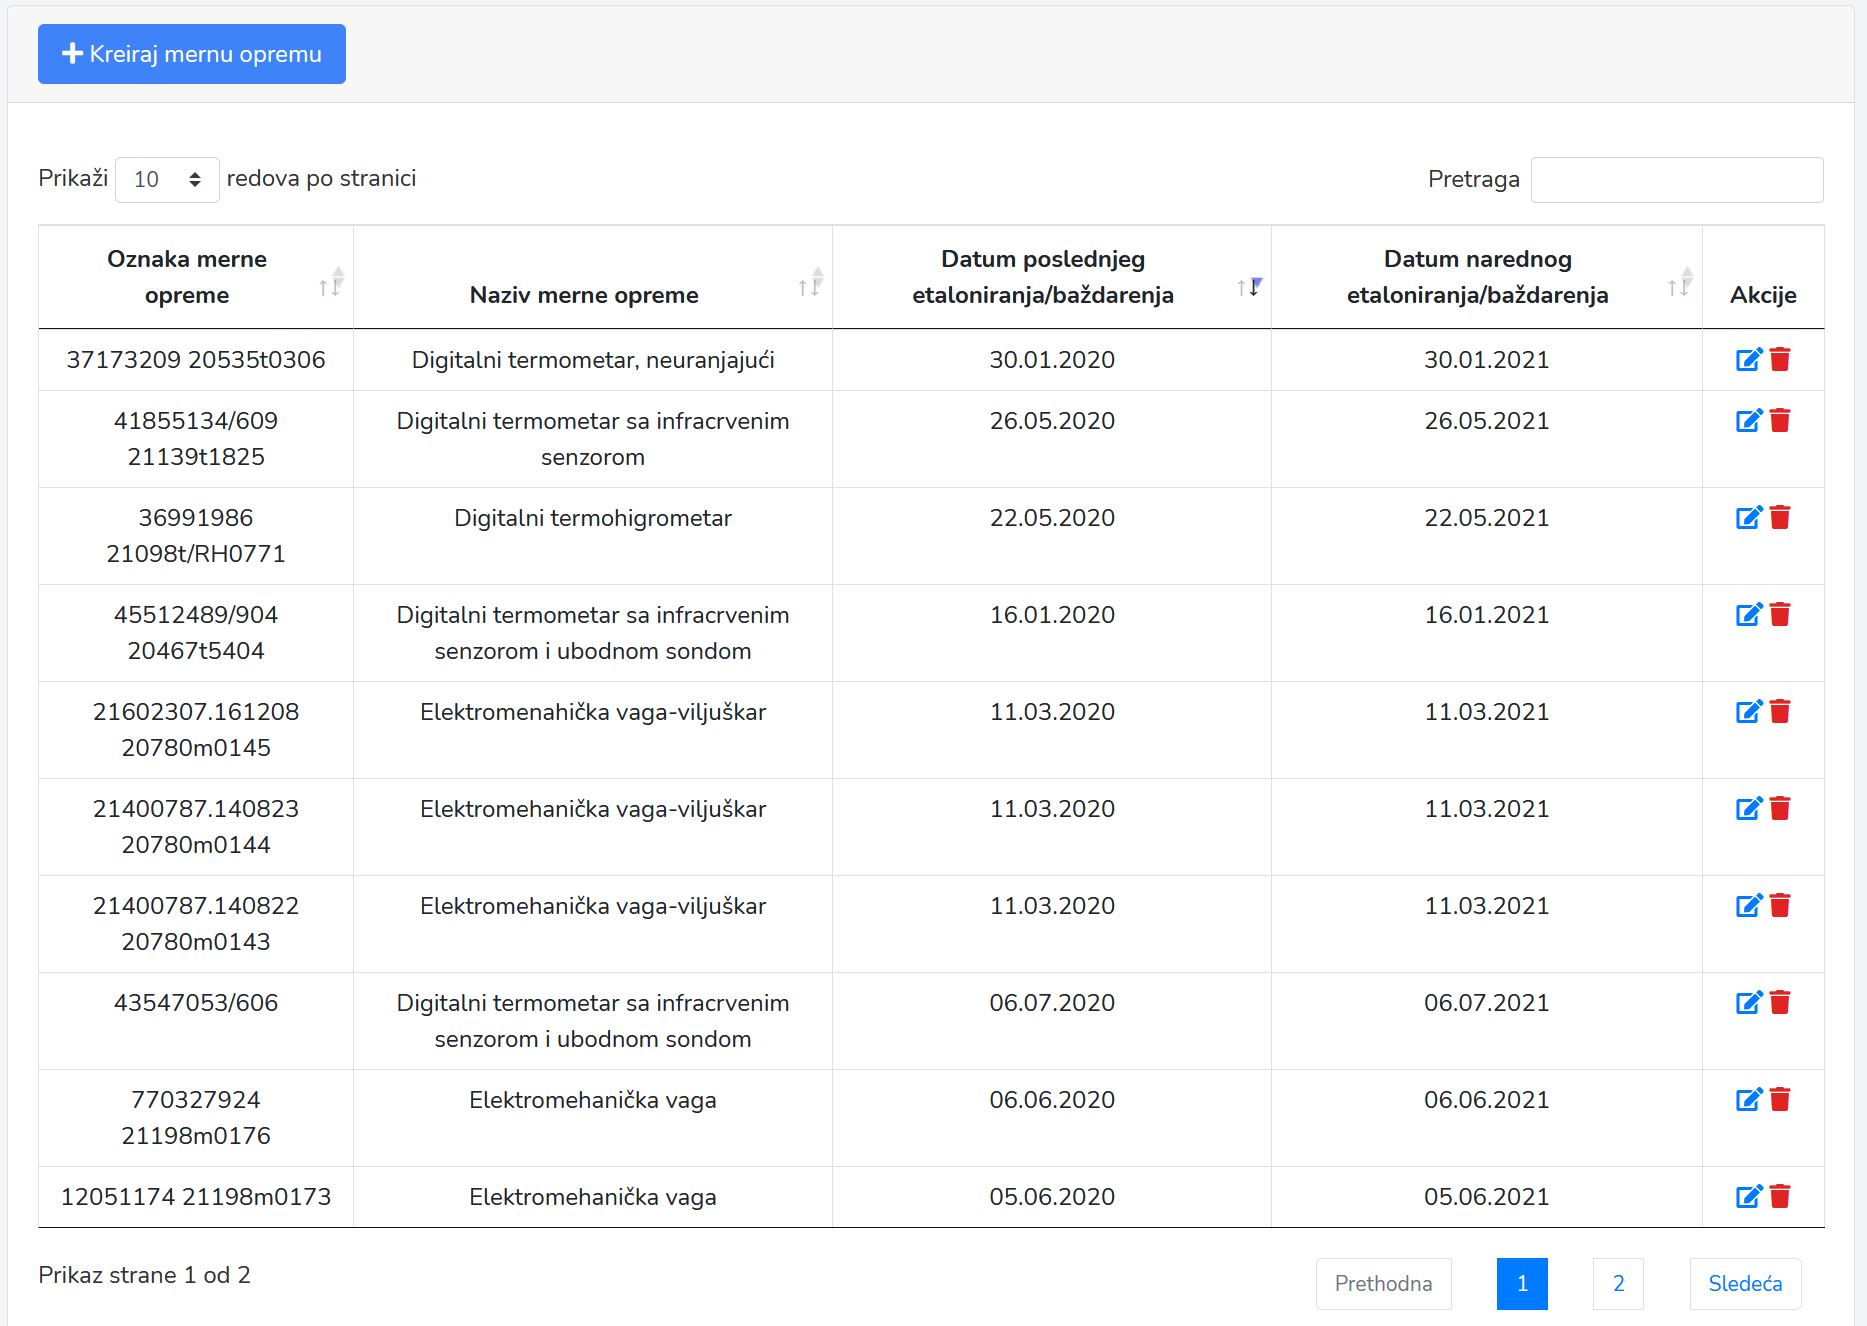 Kreiraj mernu opremu
Prikaži 10 redova po stranici
Pretraga
Oznaka merne
opreme
Naziv merne opreme
Datum poslednjeg
etaloniranja/baždarenja
Datum narednog
etaloniranja/baždarenja
Akcije
37173209 20535t0306 Digitalni termometar, neuranjajući 30.01.2020 30.01.2021
41855134/609 Digitalni termometar sa infracrvenim 26.05.2020 26.05.2021
21139t1825 senzorom
36991986 Digitalni termohigrometar 22.05.2020 22.05.2021
21098t/RH0771
45512489/904 Digitalni termometar sa infracrvenim 16.01.2020 16.01.2021
20467t5404 senzorom i ubodnom sondom
21602307.161208 Elektromenahička vaga-viljuškar 11.03.2020 11.03.2021
20780m0145
21400787.140823 Elektromehanička vaga-viljuškar 11.03.2020 11.03.2021
20780m0144
21400787.140822 Elektromehanička vaga-viljuškar 11.03.2020 11.03.2021
20780m0143
43547053/606 Digitalni termometar sa infracrvenim 06.07.2020 06.07.2021
senzorom i ubodnom sondom
770327924 Elektromehanička vaga 06.06.2020 06.06.2021
21198m0176
12051174 21198m0173 Elektromehanička vaga 05.06.2020 05.06.2021
Prikaz strane 1 od 2
Prethodna 1 2 Sledeća